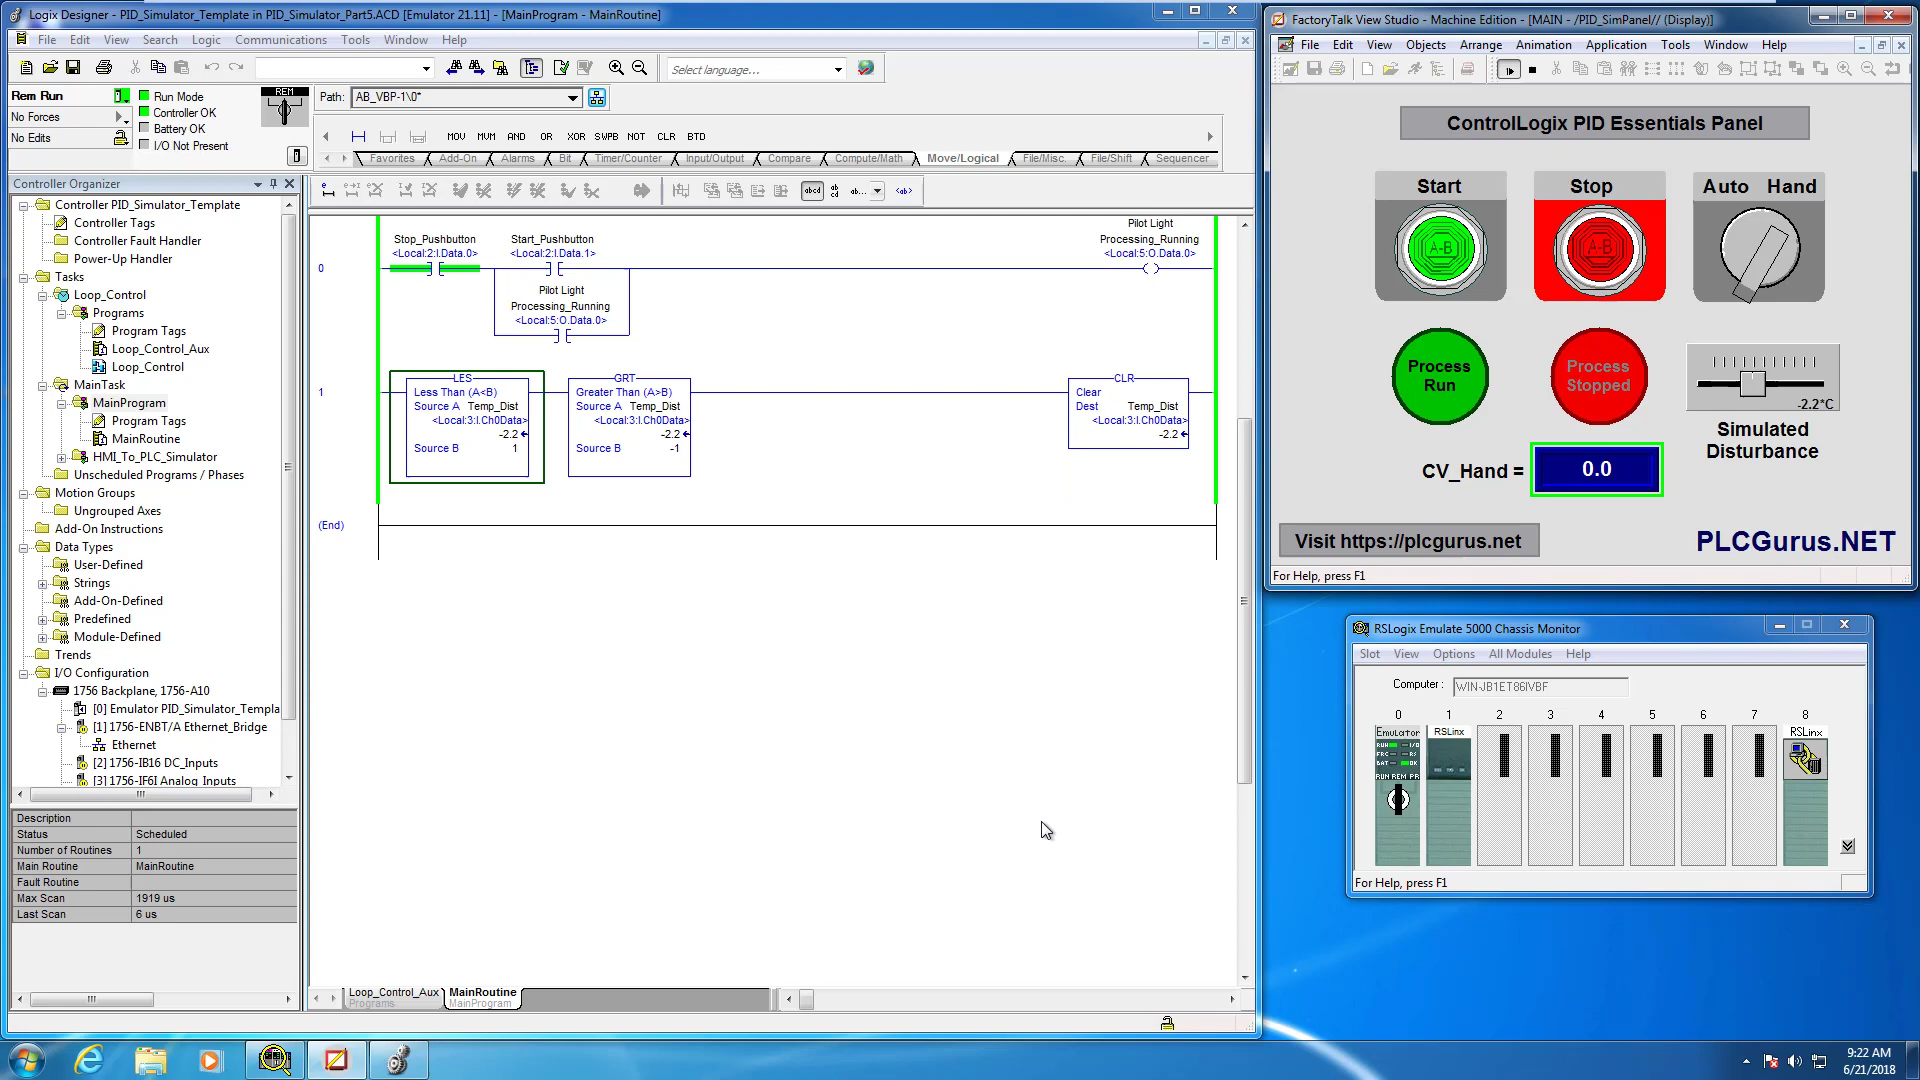 Logix Designer - PID_Simulator_Template in PID_Simulator_Part5.ACD [Emulator 21.11] - [MainProgram - MainRoutine]
File Edit View Search Logic Communications Tools Window Help
Select language...
Rem Run
No Forces
No Edits
Run Mode
Controller OK
Battery OK
I/O Not Present
REM
Path: AB_VBP-1\0*
MOV MVM AND OR XOR SWPB NOT CLR BTD
Favorites Add-On Alarms Bit Timer/Counter Input/Output Compare Compute/Math Move/Logical File/Misc. File/Shift Sequencer
Controller Organizer
Controller PID_Simulator_Template
Controller Tags
Controller Fault Handler
Power-Up Handler
Tasks
Loop_Control
Programs
Program Tags
Loop_Control_Aux
Loop_Control
MainTask
MainProgram
Program Tags
MainRoutine
HMI_To_PLC_Simulator
Unscheduled Programs / Phases
Motion Groups
Ungrouped Axes
Add-On Instructions
Data Types
User-Defined
Strings
Add-On-Defined
Predefined
Module-Defined
Trends
I/O Configuration
1756 Backplane, 1756-A10
[0] Emulator PID_Simulator_Templa
[1] 1756-ENBT/A Ethernet_Bridge
Ethernet
[2] 1756-IB16 DC_Inputs
[3] 1756-IF6I Analog_Inputs
Description
Status Scheduled
Number of Routines 1
Main Routine MainRoutine
Fault Routine
Max Scan 1919 us
Last Scan 6 us
abcd
ab
cd
ab...
<ab>
Stop_Pushbutton
<Local:2:I.Data.0>
Start_Pushbutton
<Local:2:I.Data.1>
Pilot Light
Processing_Running
<Local:5:O.Data.0>
0
Pilot Light
Processing_Running
<Local:5:O.Data.0>
1
LES
Less Than (A<B)
Source A Temp_Dist
<Local:3:I.Ch0Data>
-2.2
Source B 1
GRT
Greater Than (A>B)
Source A Temp_Dist
<Local:3:I.Ch0Data>
-2.2
Source B -1
CLR
Clear
Dest Temp_Dist
<Local:3:I.Ch0Data>
-2.2
(End)
Loop_Control_Aux
Programs
MainRoutine
MainProgram
FactoryTalk View Studio - Machine Edition - [MAIN - /PID_SimPanel// (Display)]
File Edit View Objects Arrange Animation Application Tools Window Help
ControlLogix PID Essentials Panel
Start
A-B
Stop
A-B
Auto Hand
Process
Run
Process
Stopped
-2.2*C
Simulated
Disturbance
CV_Hand = 0.0
Visit https://plcgurus.net
PLCGurus.NET
For Help, press F1
RSLogix Emulate 5000 Chassis Monitor
Slot View Options All Modules Help
Computer : WIN-JB1ET86IVBF
0 1 2 3 4 5 6 7 8
Emulator
RSLinx
RSLinx
RUN I/O
FRC RS
BAT OK
RUN REM PR
For Help, press F1
9:22 AM
6/21/2018